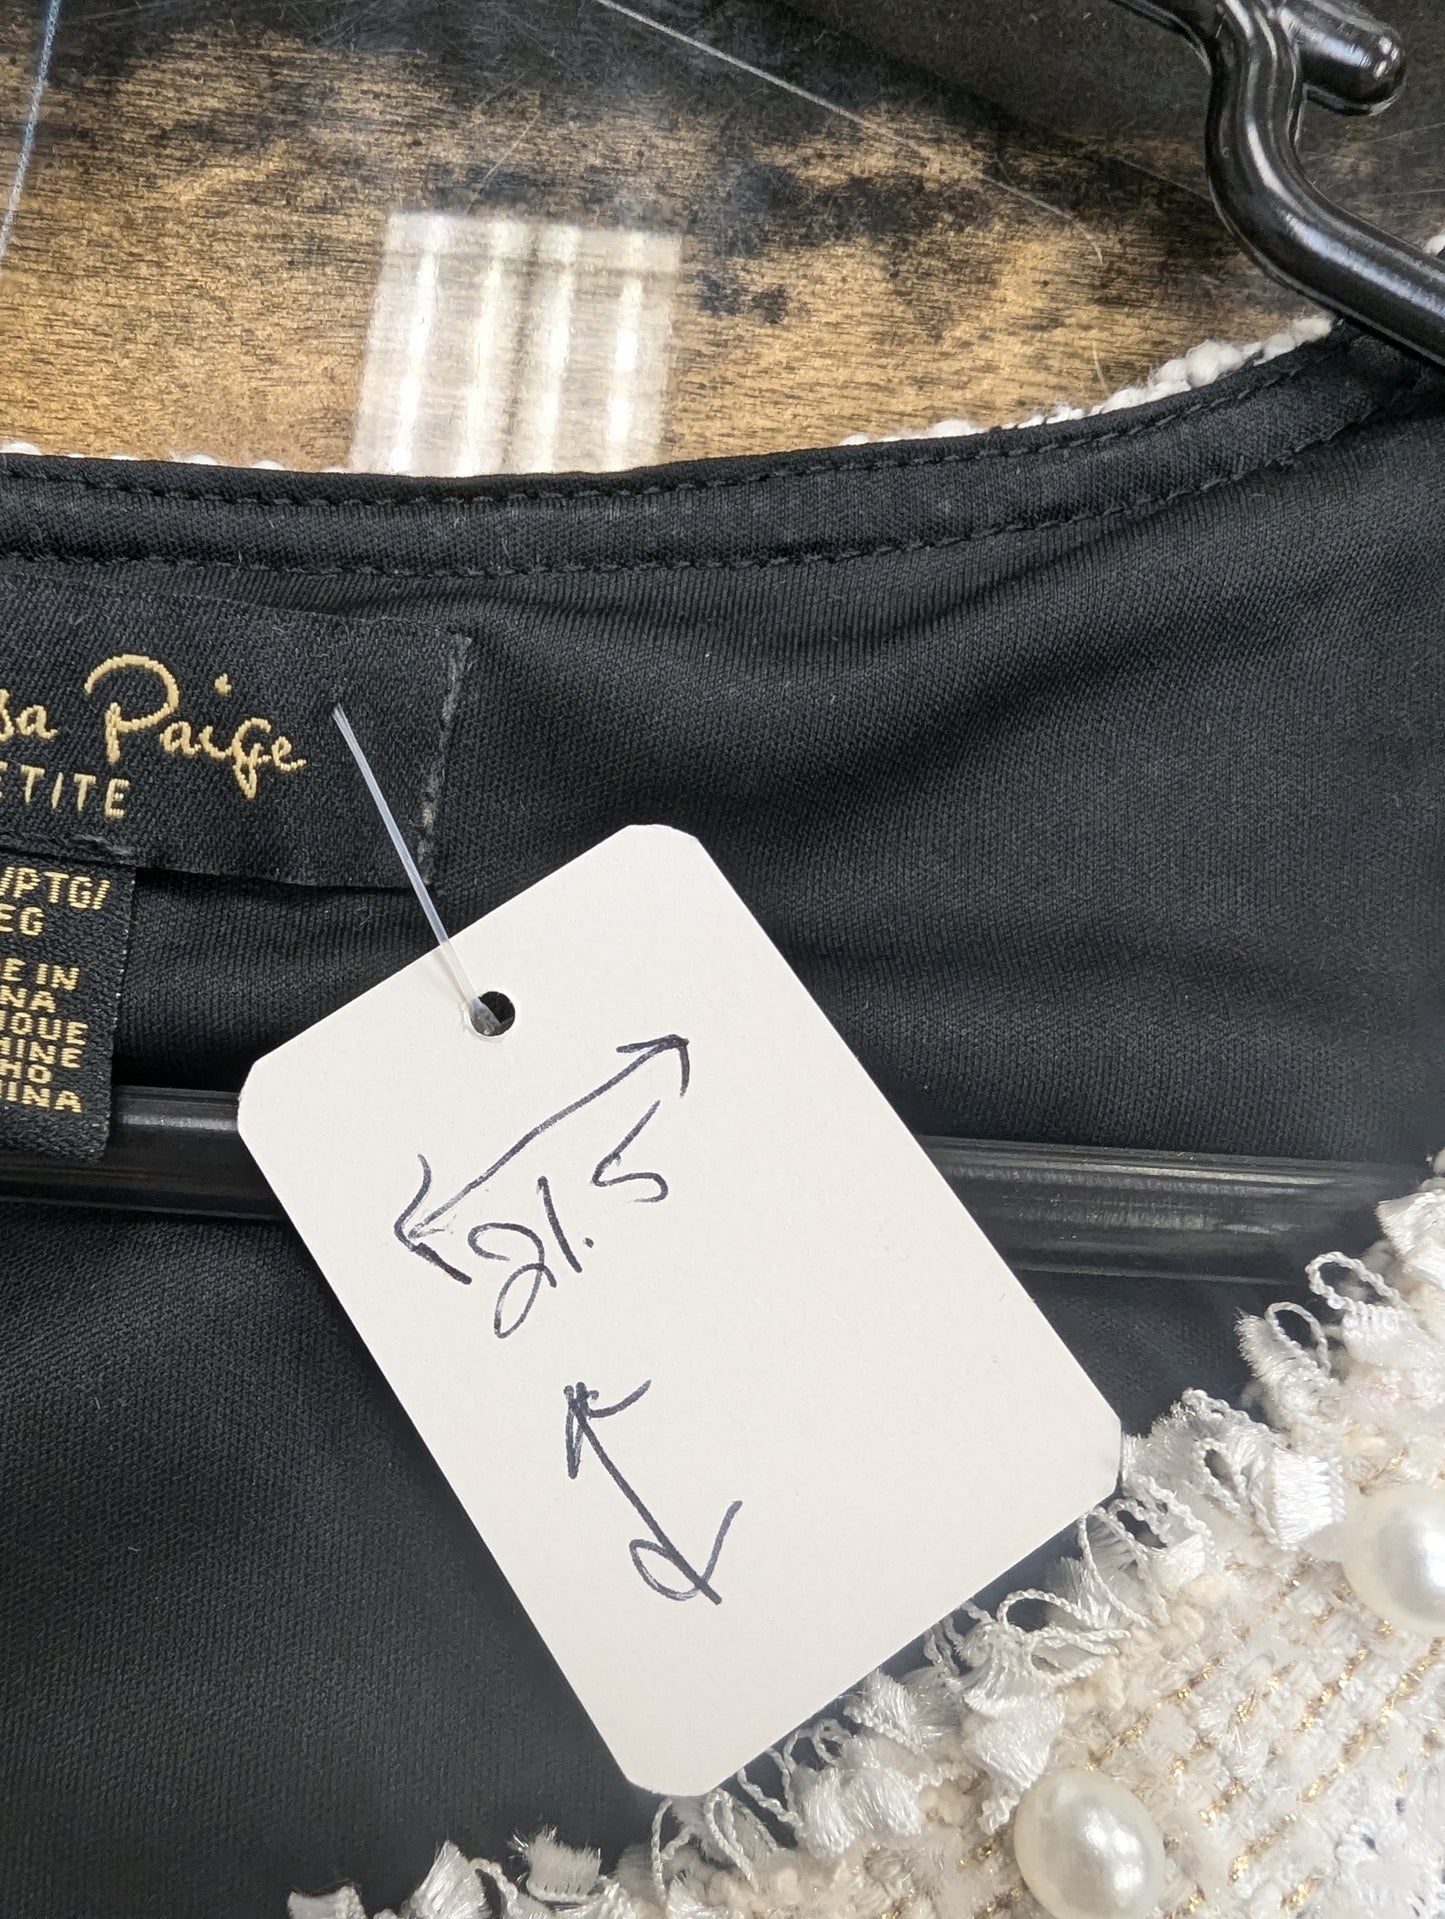 sa Paige
ETITE
/PTG/
EG
E IN
NA
IQUE
MINE
HO
INA
21.5